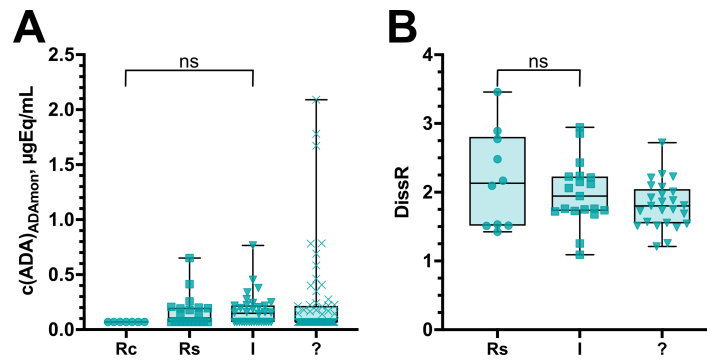 A
ns
c(ADA)ADAmon, µgEq/mL
2.5
2.0
1.5
1.0
0.5
0.0
Rc Rs I ?
B
ns
DissR
4
3
2
1
0
Rs I ?